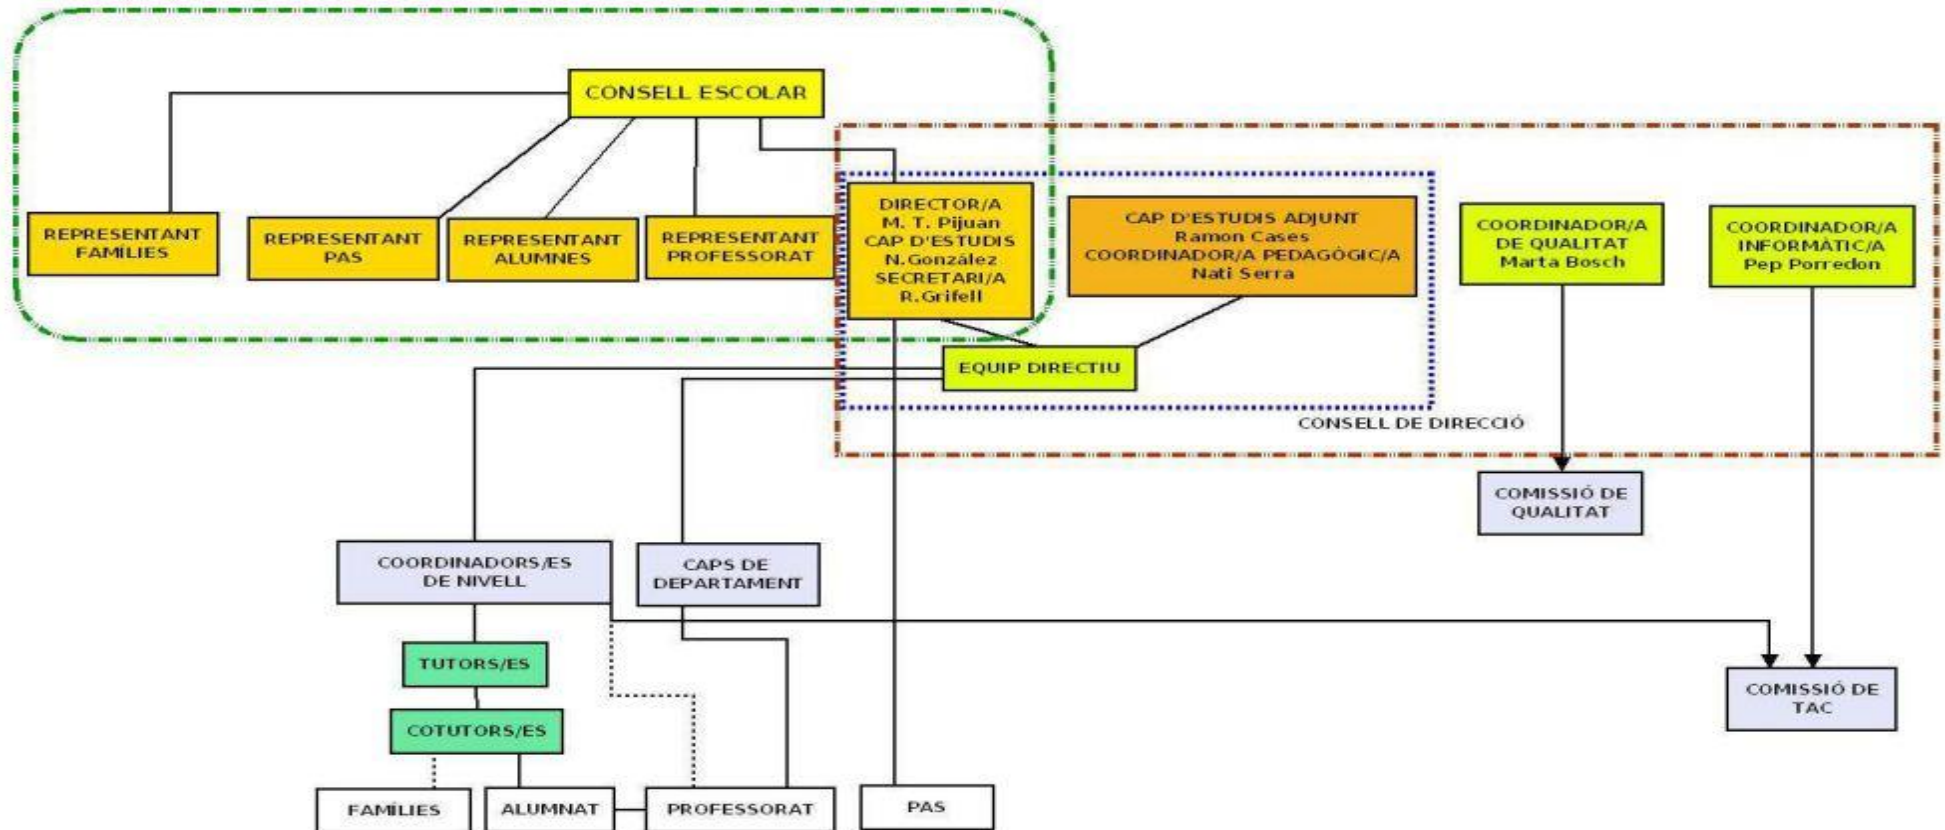 CONSELL ESCOLAR
REPRESENTANT
FAMÍLIES
REPRESENTANT
PAS
REPRESENTANT
ALUMNES
REPRESENTANT
PROFESSORAT
DIRECTOR/A
M. T. Pijuan
CAP D'ESTUDIS
N.González
SECRETARI/A
R.Grifell
CAP D'ESTUDIS ADJUNT
Ramon Cases
COORDINADOR/A PEDAGÒGIC/A
Nati Serra
COORDINADOR/A
DE QUALITAT
Marta Bosch
COORDINADOR/A
INFORMÀTIC/A
Pep Porredon
EQUIP DIRECTIU
CONSELL DE DIRECCIÓ
COMISSIÓ DE
QUALITAT
COORDINADORS/ES
DE NIVELL
CAPS DE
DEPARTAMENT
TUTORS/ES
COMISSIÓ DE
TAC
COTUTORS/ES
FAMÍLIES
ALUMNAT
PROFESSORAT
PAS